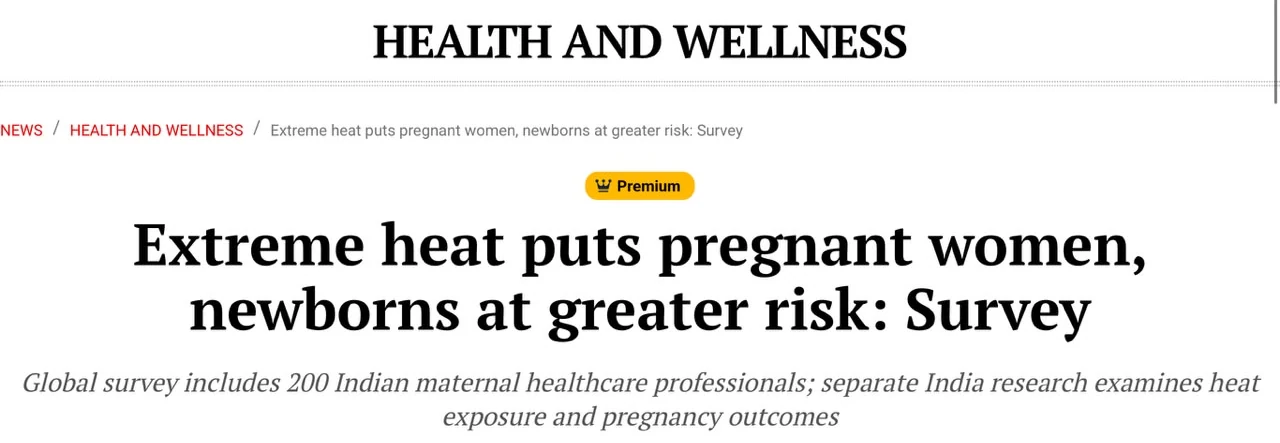 HEALTH AND WELLNESS
NEWS / HEALTH AND WELLNESS / Extreme heat puts pregnant women, newborns at greater risk: Survey
Premium
Extreme heat puts pregnant women,
newborns at greater risk: Survey
Global survey includes 200 Indian maternal healthcare professionals; separate India research examines heat
exposure and pregnancy outcomes